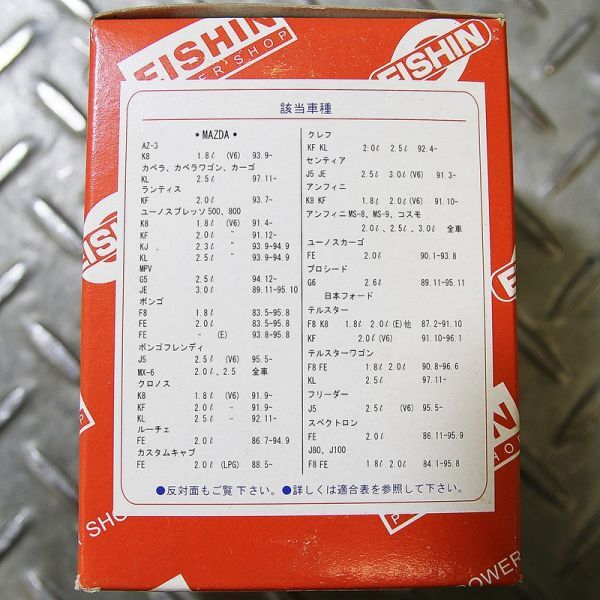 EISHIN
POWER SHOP
EISHIN
該当車種
• MAZDA •
AZ-3
K8 1.8ℓ (V6) 93.9~
カペラ、カペラワゴン、カーゴ
KL 2.5ℓ 97.11~
ランティス
KF 2.0ℓ 93.7~
ユーノスプレッソ500、800
K8 1.8ℓ (V6) 91.4~
KF 2.0ℓ 〃 91.12~
KJ 2.3ℓ 〃 93.9~94.9
KL 2.5ℓ 〃 93.9~94.9
MPV
G5 2.5ℓ 94.12~
JE 3.0ℓ 89.11~95.10
ボンゴ
F8 1.8ℓ 83.5~95.8
FE 2.0ℓ 83.5~95.8
FE 〃 (E) 93.9~95.8
ボンゴフレンディ
J5 2.5ℓ (V6) 95.5~
MX-6 2.0ℓ、2.5 全車
クロノス
K8 1.8ℓ (V6) 91.9~
KF 2.0ℓ 〃 91.9~
KL 2.5ℓ 〃 92.11~
ルーチェ
FE 2.0ℓ 86.7~94.9
カスタムキャブ
FE 2.0ℓ (LPG) 88.5~
クレフ
KF KL 2.0ℓ 2.5ℓ 92.4~
センティア
J5 JE 2.5ℓ 3.0ℓ (V6) 91.3~
アンフィニ
K8 KF 1.8ℓ 2.0ℓ (V6) 91.10~
アンフィニMS-8、MS-9、コスモ
2.0ℓ、2.5ℓ、3.0ℓ 全車
ユーノスカーゴ
FE 2.0ℓ 90.1~93.8
プロシード
G6 2.6ℓ 89.11~95.11
日本フォード
テルスター
F8 K8 1.8ℓ 2.0ℓ(E)他 87.2~91.10
KF 2.0ℓ(V6) 91.10~96.1
テルスターワゴン
F8 FE 1.8ℓ 2.0ℓ 90.8~96.6
KL 2.5ℓ 97.11~
フリーダー
J5 2.5ℓ (V6) 95.5~
スペクトロン
FE 2.0ℓ 86.11~95.9
J80、J100
F8 FE 1.8ℓ 2.0ℓ 84.1~95.8
●反対面もご覧下さい。●詳しくは適合表を参照して下さい。